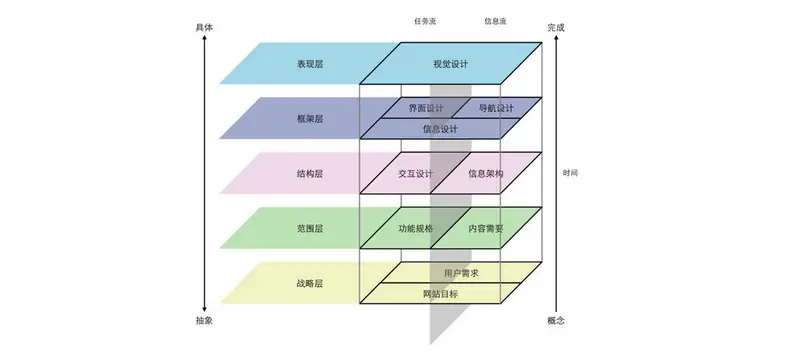 任务流
信息流
具体
完成
表现层
视觉设计
框架层
界面设计
导航设计
信息设计
结构层
交互设计
信息架构
时间
范围层
功能规格
内容需要
战略层
用户需求
网站目标
抽象
概念